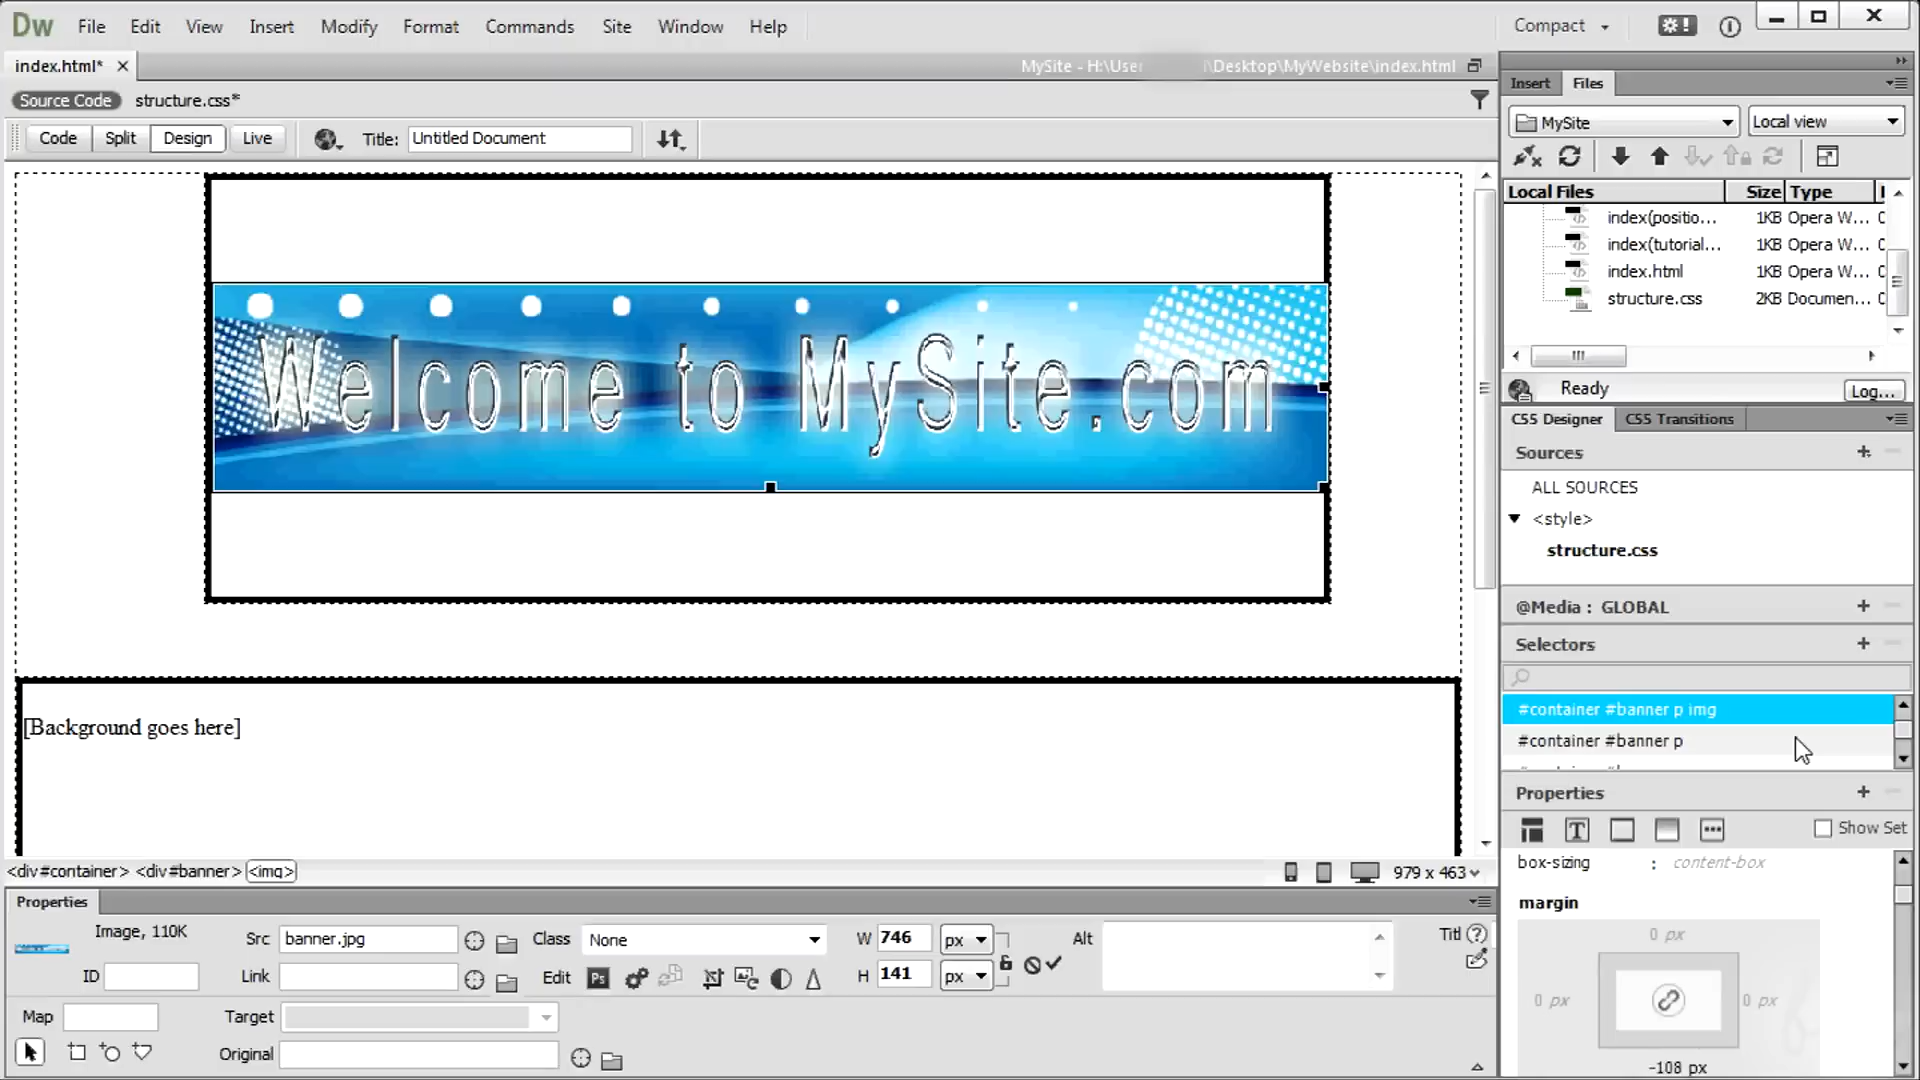 Dw File Edit View Insert Modify Format Commands Site Window Help Compact
index.html* MySite - H:\User \Desktop\MyWebsite\index.html
Source Code structure.css*
Code Split Design Live Title: Untitled Document
Welcome to MySite.com
[Background goes here]
<div#container> <div#banner> <img> 979 x 463
Properties
Image, 110K Src banner.jpg Class None W 746 px Alt Titl
ID Link Edit Ps H 141 px
Map Target
Original
Insert Files
MySite Local view
Local Files Size Type
index(positio... 1KB Opera W...
index(tutorial... 1KB Opera W...
index.html 1KB Opera W...
structure.css 2KB Documen...
Ready Log...
CSS Designer CSS Transitions
Sources
ALL SOURCES
<style>
structure.css
@Media : GLOBAL
Selectors
#container #banner p img
#container #banner p
Properties
Show Set
box-sizing : content-box
margin
0 px
0 px 0 px
-108 px